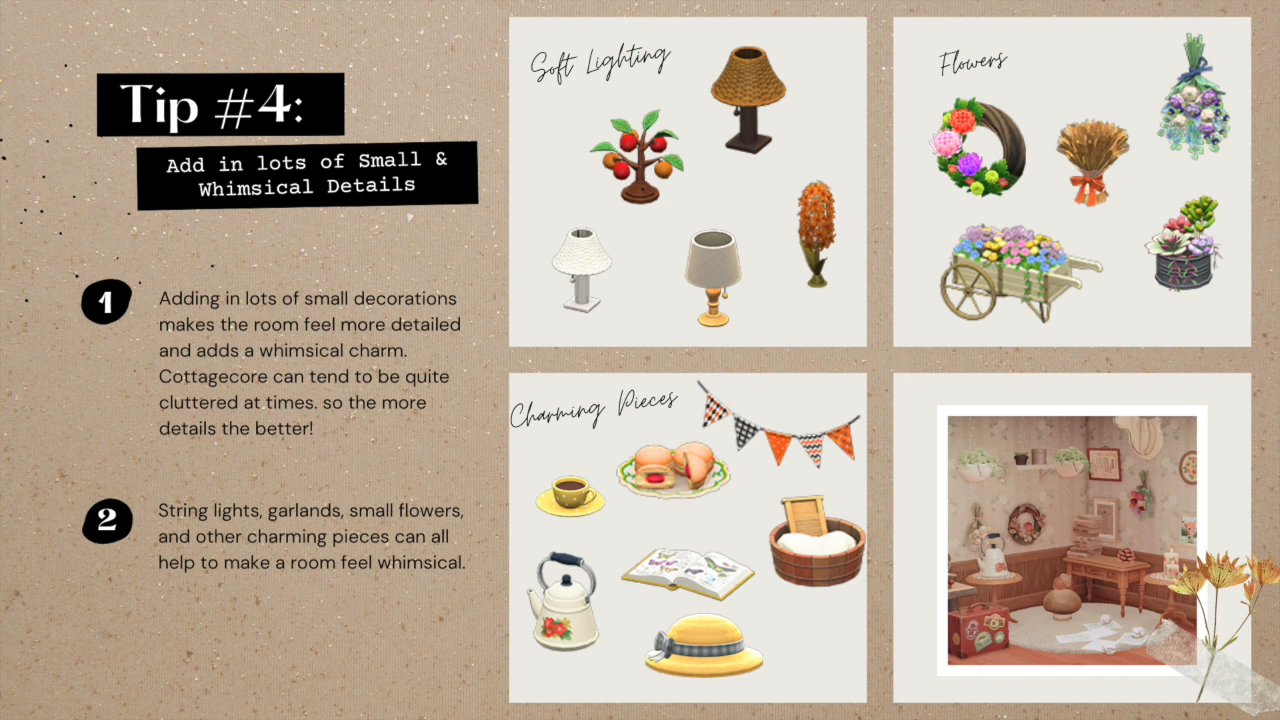 Tip #4:
Add in lots of Small &
Whimsical Details
1
Adding in lots of small decorations
makes the room feel more detailed
and adds a whimsical charm.
Cottagecore can tend to be quite
cluttered at times. so the more
details the better!
2
String lights, garlands, small flowers,
and other charming pieces can all
help to make a room feel whimsical.
Soft Lighting
Flowers
Charming Pieces